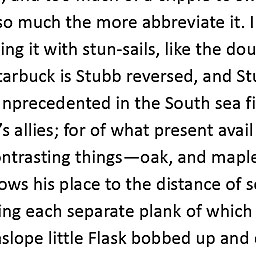 so much the more abbreviate it. I
ing it with stun-sails, like the dou
tarbuck is Stubb reversed, and Stu
nprecedented in the South sea fi
's allies; for of what present avail
ontrasting things—oak, and maple
ows his place to the distance of s
ing each separate plank of which
aslope little Flask bobbed up and